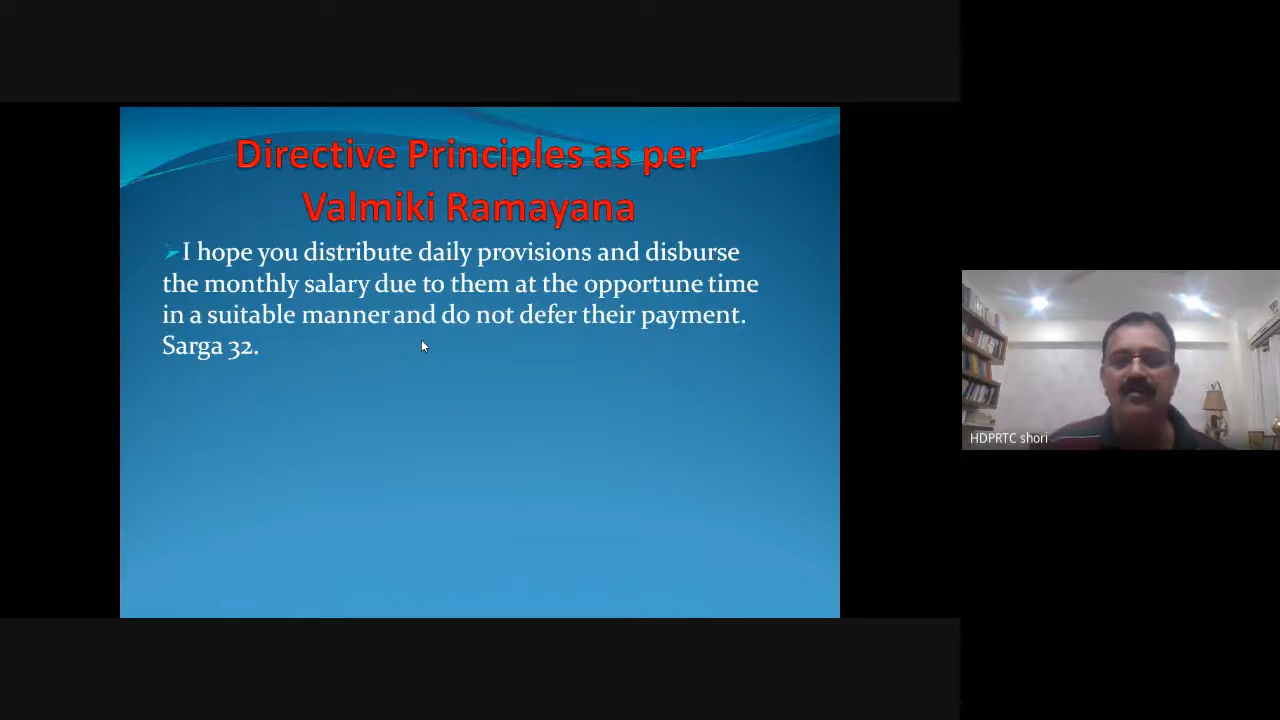 Directive Principles as per
Valmiki Ramayana
➢I hope you distribute daily provisions and disburse
the monthly salary due to them at the opportune time
in a suitable manner and do not defer their payment.
Sarga 32.
HDPRTC shori